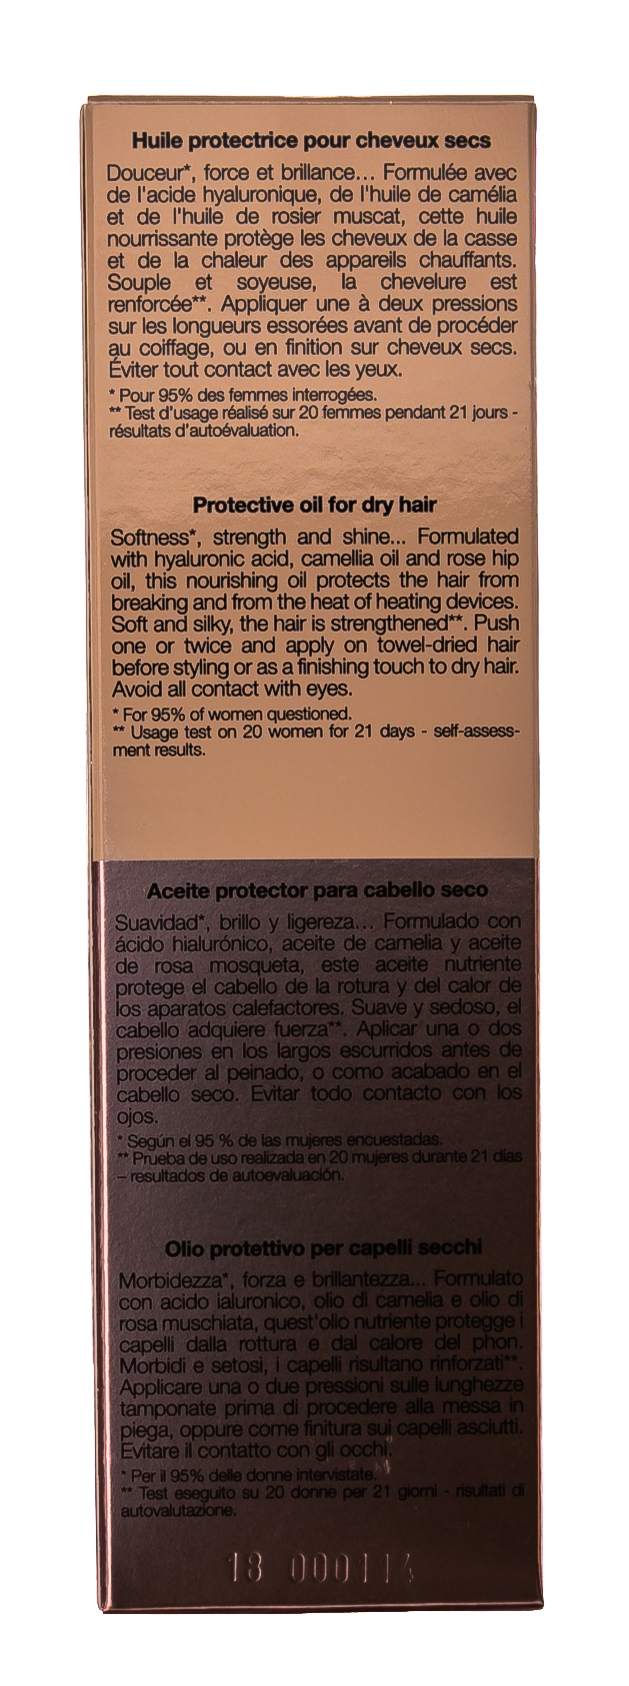 Huile protectrice pour cheveux secs
Douceur*, force et brillance... Formulée avec
de l'acide hyaluronique, de l'huile de camélia
et de l'huile de rosier muscat, cette huile
nourrissante protège les cheveux de la casse
et de la chaleur des appareils chauffants.
Souple et soyeuse, la chevelure est
renforcée**. Appliquer une à deux pressions
sur les longueurs essorées avant de procéder
au coiffage, ou en finition sur cheveux secs.
Éviter tout contact avec les yeux.
* Pour 95% des femmes interrogées.
** Test d'usage réalisé sur 20 femmes pendant 21 jours -
résultats d'autoévaluation.
Protective oil for dry hair
Softness*, strength and shine... Formulated
with hyaluronic acid, camellia oil and rose hip
oil, this nourishing oil protects the hair from
breaking and from the heat of heating devices.
Soft and silky, the hair is strengthened**. Push
one or twice and apply on towel-dried hair
before styling or as a finishing touch to dry hair.
Avoid all contact with eyes.
* For 95% of women questioned.
** Usage test on 20 women for 21 days - self-assess-
ment results.
Aceite protector para cabello seco
Suavidad*, brillo y ligereza... Formulado con
ácido hialurónico, aceite de camelia y aceite
de rosa mosqueta, este aceite nutriente
protege el cabello de la rotura y del calor de
los aparatos calefactores. Suave y sedoso, el
cabello adquiere fuerza**. Aplicar una o dos
presiones en los largos escurridos antes de
proceder al peinado, o como acabado en el
cabello seco. Evitar todo contacto con los
ojos.
* Según el 95 % de las mujeres encuestadas.
** Prueba de uso realizada en 20 mujeres durante 21 días
– resultados de autoevaluación.
Olio protettivo per capelli secchi
Morbidezza*, forza e brillantezza... Formulato
con acido ialuronico, olio di camelia e olio di
rosa muschiata, quest'olio nutriente protegge i
capelli dalla rottura e dal calore del phon.
Morbidi e setosi, i capelli risultano rinforzati**.
Applicare una o due pressioni sulle lunghezze
tamponate prima di procedere alla messa in
piega, oppure come finitura sui capelli asciutti.
Evitare il contatto con gli occhi.
* Per il 95% delle donne intervistate.
** Test eseguito su 20 donne per 21 giorni - risultati di
autovalutazione.
18 000114